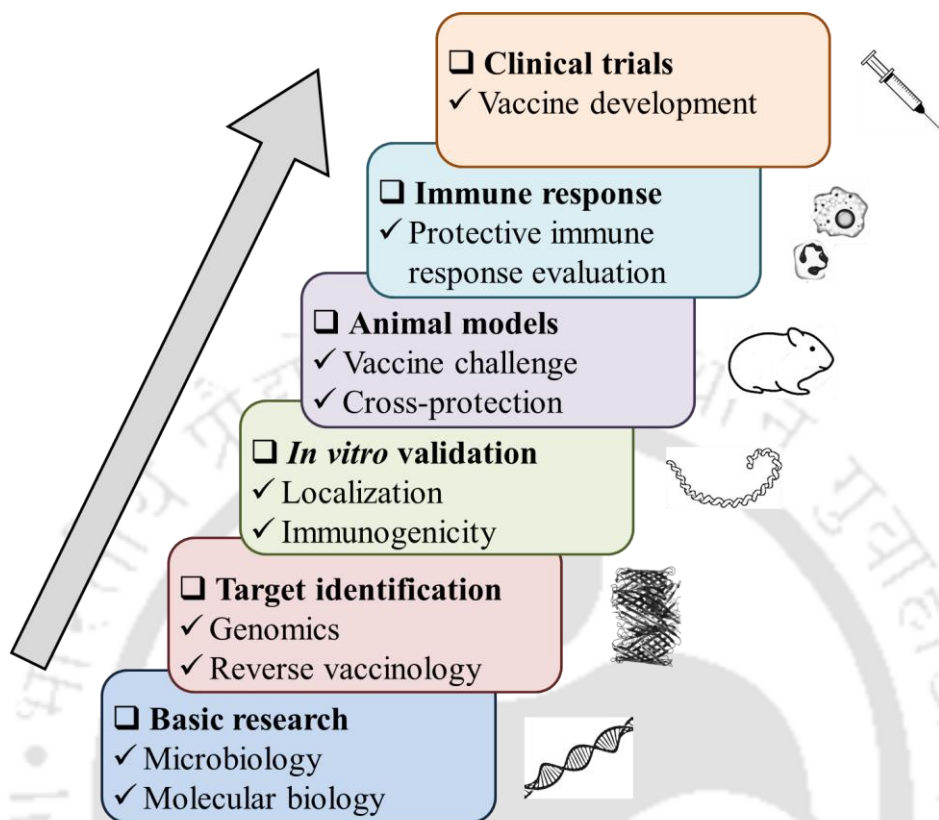 ❑ Clinical trials
✓ Vaccine development
❑ Immune response
✓ Protective immune
response evaluation
❑ Animal models
✓ Vaccine challenge
✓ Cross-protection
❑ In vitro validation
✓ Localization
✓ Immunogenicity
❑ Target identification
✓ Genomics
✓ Reverse vaccinology
❑ Basic research
✓ Microbiology
✓ Molecular biology